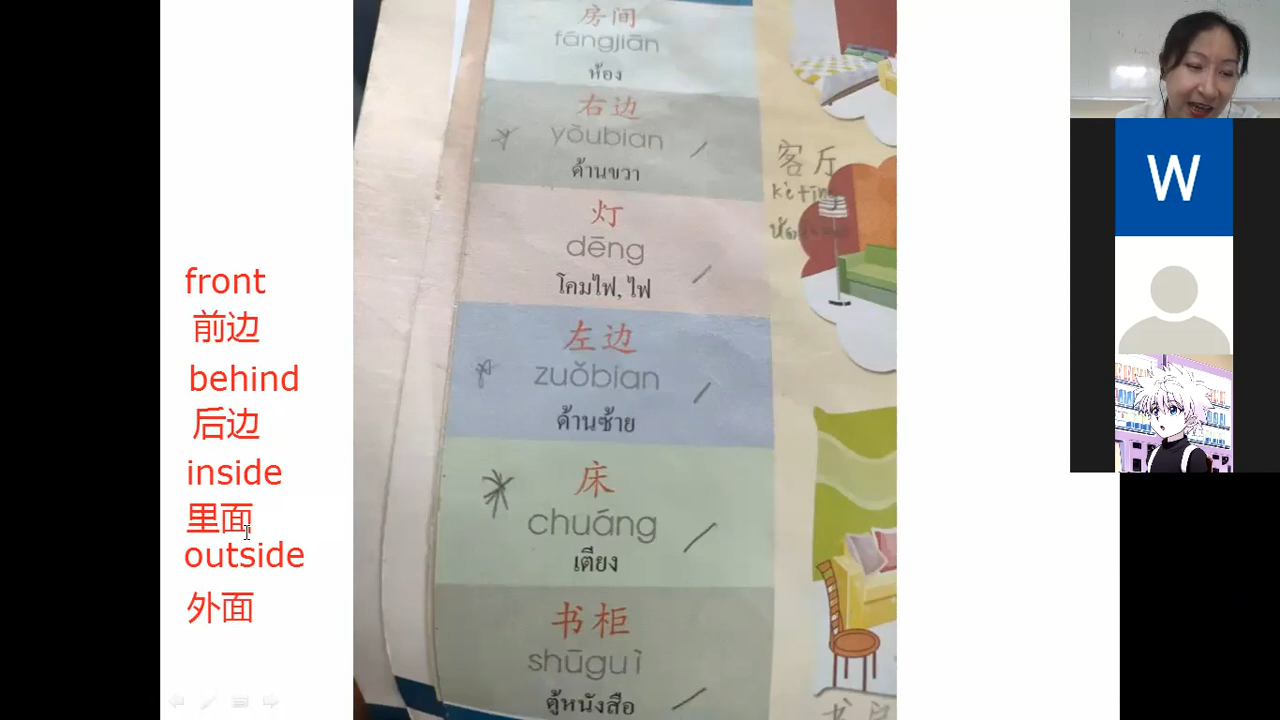 front
前边
behind
后边
inside
里面
outside
外面
房间
fāngjiān
ห้อง
右边
yǒubian
ด้านขวา
灯
dēng
โคมไฟ, ไฟ
左边
zuǒbian
ด้านซ้าย
床
chuáng
เตียง
书柜
shūguì
ตู้หนังสือ
客厅
kètīng
W